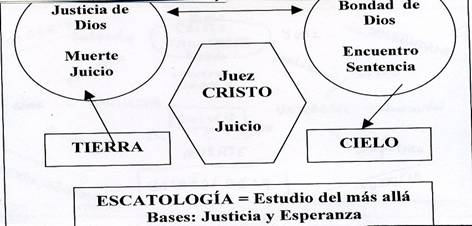 Justicia de
Dios
Muerte
Juicio
Bondad de
Dios
Encuentro
Sentencia
Juez
CRISTO
Juicio
TIERRA
CIELO
ESCATOLOGÍA = Estudio del más allá
Bases: Justicia y Esperanza